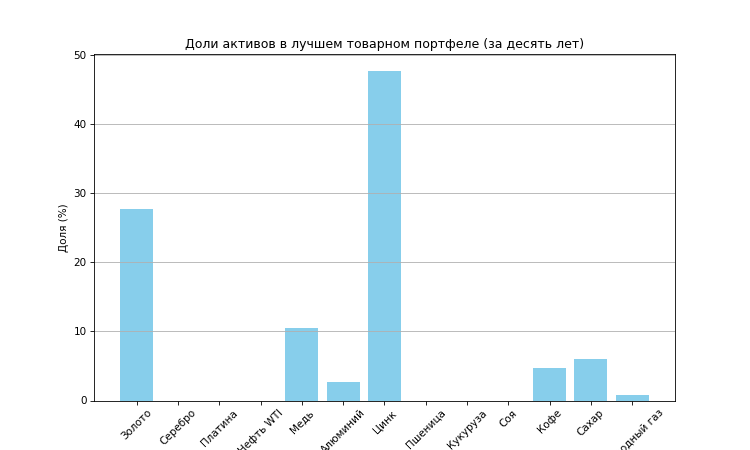 Доли активов в лучшем товарном портфеле (за десять лет)
Доля (%)
50
40
30
20
10
0
Золото
Серебро
Платина
Нефть WTI
Медь
Алюминий
Цинк
Пшеница
Кукуруза
Соя
Кофе
Сахар
одный газ